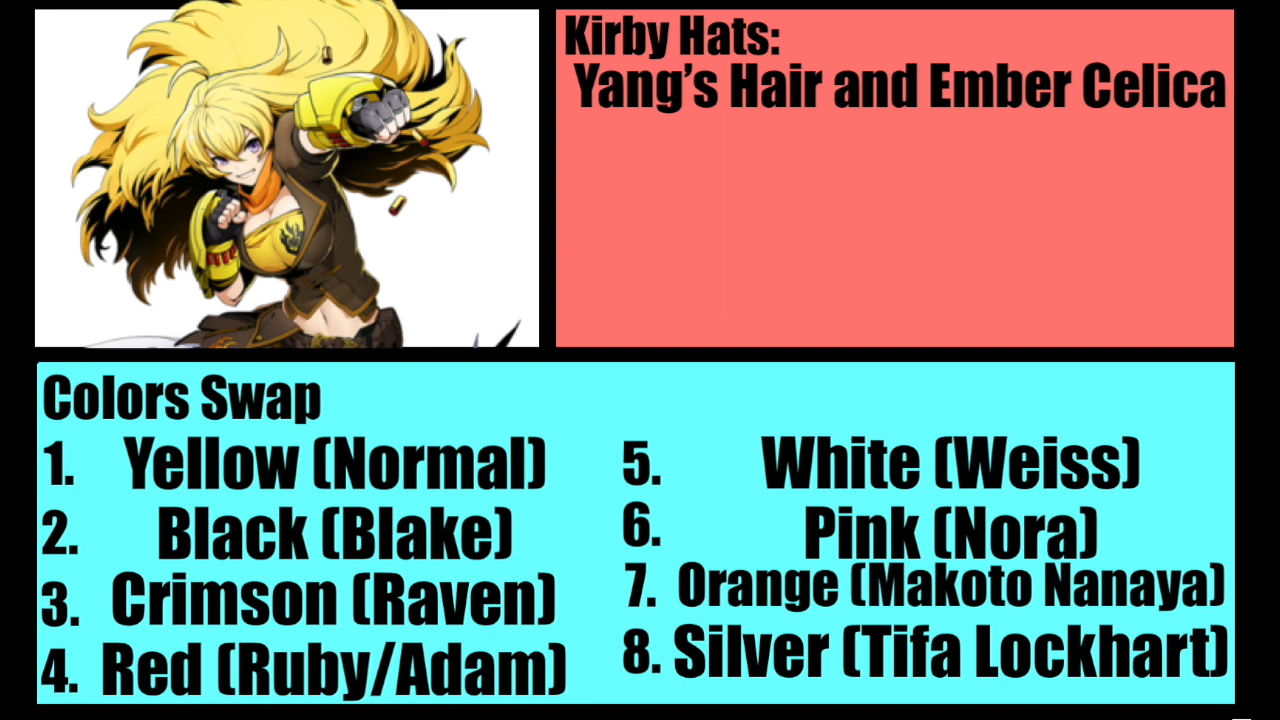 Kirby Hats:
Yang's Hair and Ember Celica
Colors Swap
1. Yellow (Normal)
2. Black (Blake)
3. Crimson (Raven)
4. Red (Ruby/Adam)
5. White (Weiss)
6. Pink (Nora)
7. Orange (Makoto Nanaya)
8. Silver (Tifa Lockhart)